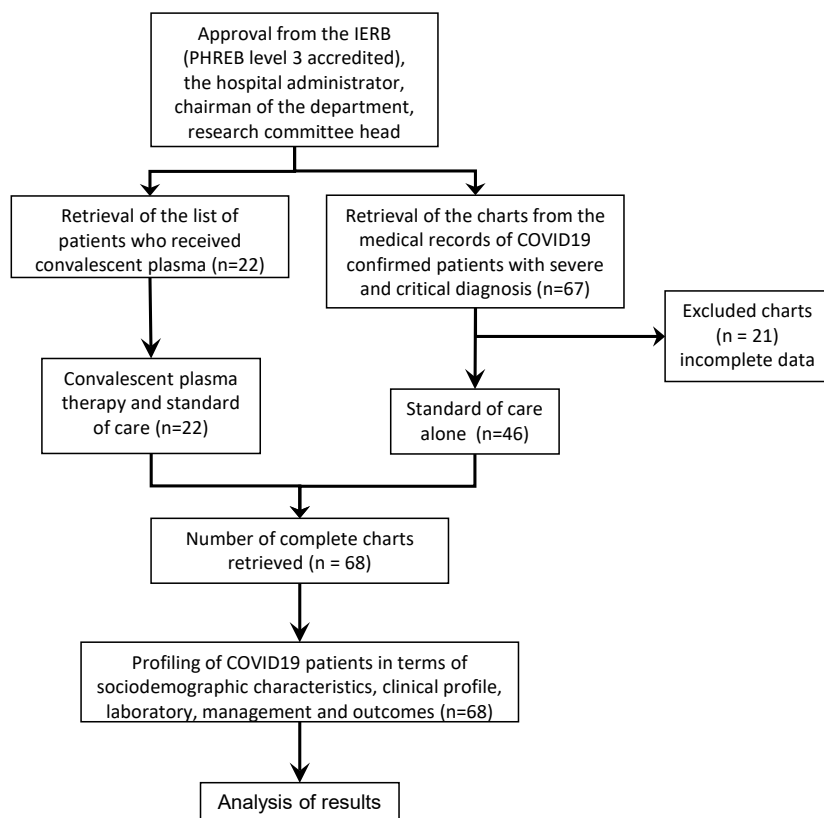 Approval from the IERB
(PHREB level 3 accredited),
the hospital administrator,
chairman of the department,
research committee head
Retrieval of the list of
patients who received
convalescent plasma (n=22)
Retrieval of the charts from the
medical records of COVID19
confirmed patients with severe
and critical diagnosis (n=67)
Excluded charts
(n = 21)
incomplete data
Convalescent plasma
therapy and standard
of care (n=22)
Standard of care
alone (n=46)
Number of complete charts
retrieved (n = 68)
Profiling of COVID19 patients in terms of
sociodemographic characteristics, clinical profile,
laboratory, management and outcomes (n=68)
Analysis of results